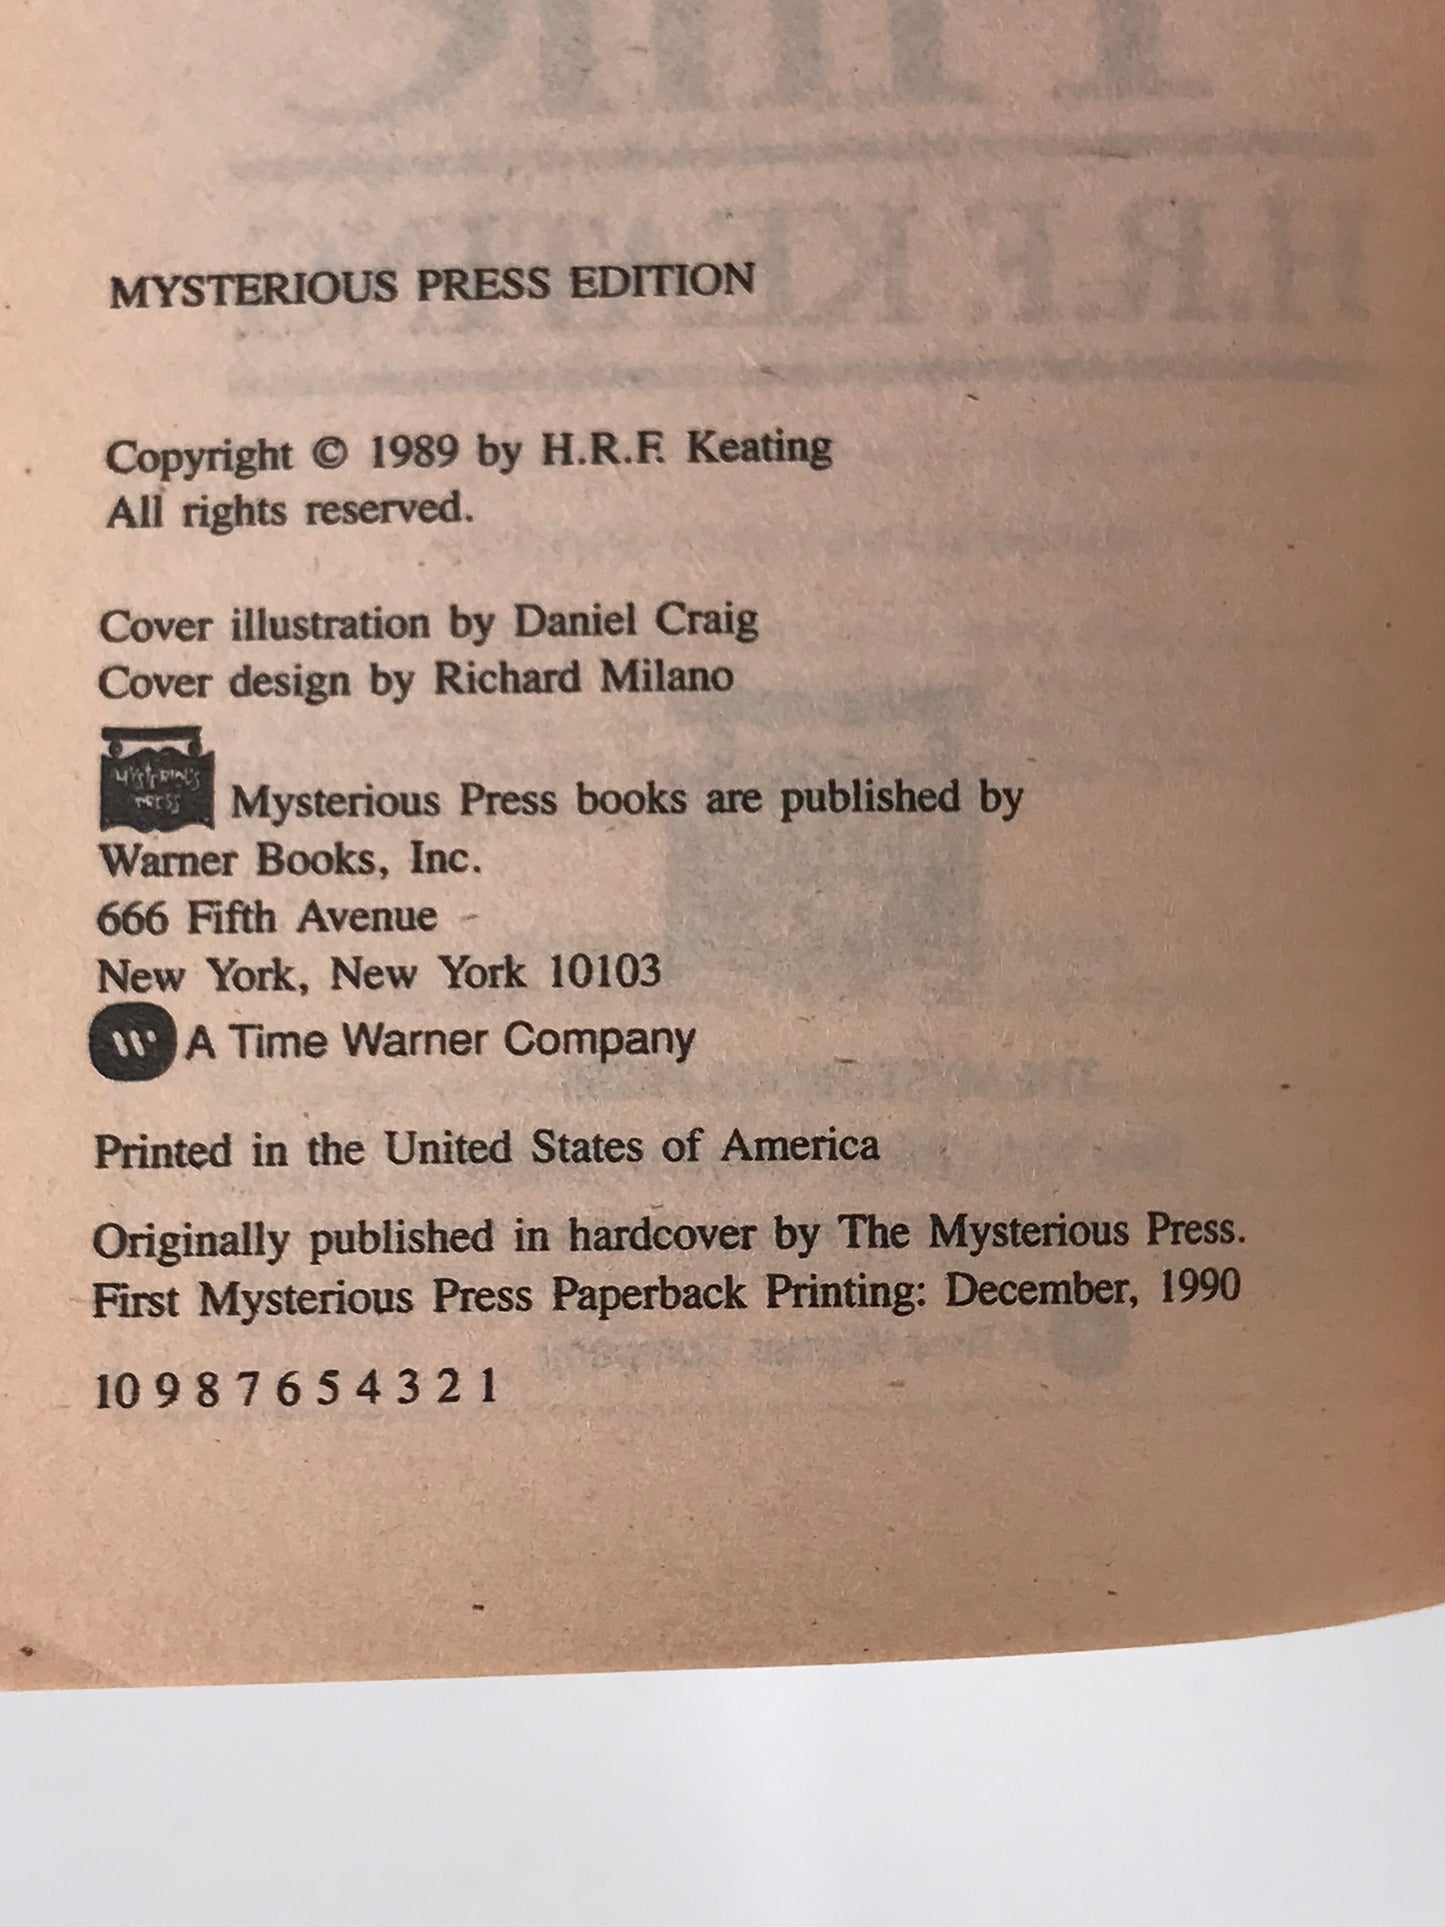 MYSTERIOUS PRESS EDITION
Copyright © 1989 by H.R.F. Keating
All rights reserved.
Cover illustration by Daniel Craig
Cover design by Richard Milano
MYSTERIOUS
PRESS
Mysterious Press books are published by
Warner Books, Inc.
666 Fifth Avenue
New York, New York 10103
W A Time Warner Company
Printed in the United States of America
Originally published in hardcover by The Mysterious Press.
First Mysterious Press Paperback Printing: December, 1990
10 9 8 7 6 5 4 3 2 1